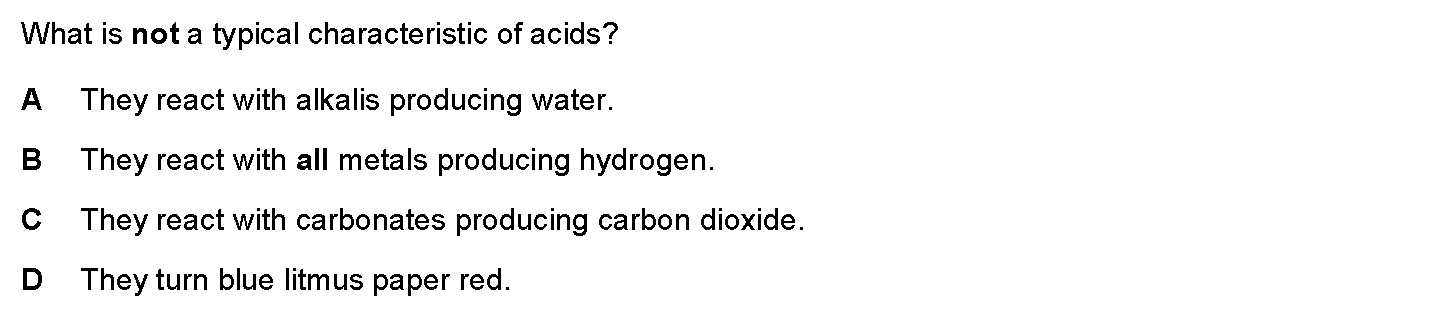 What is not a typical characteristic of acids?
A They react with alkalis producing water.
B They react with all metals producing hydrogen.
C They react with carbonates producing carbon dioxide.
D They turn blue litmus paper red.